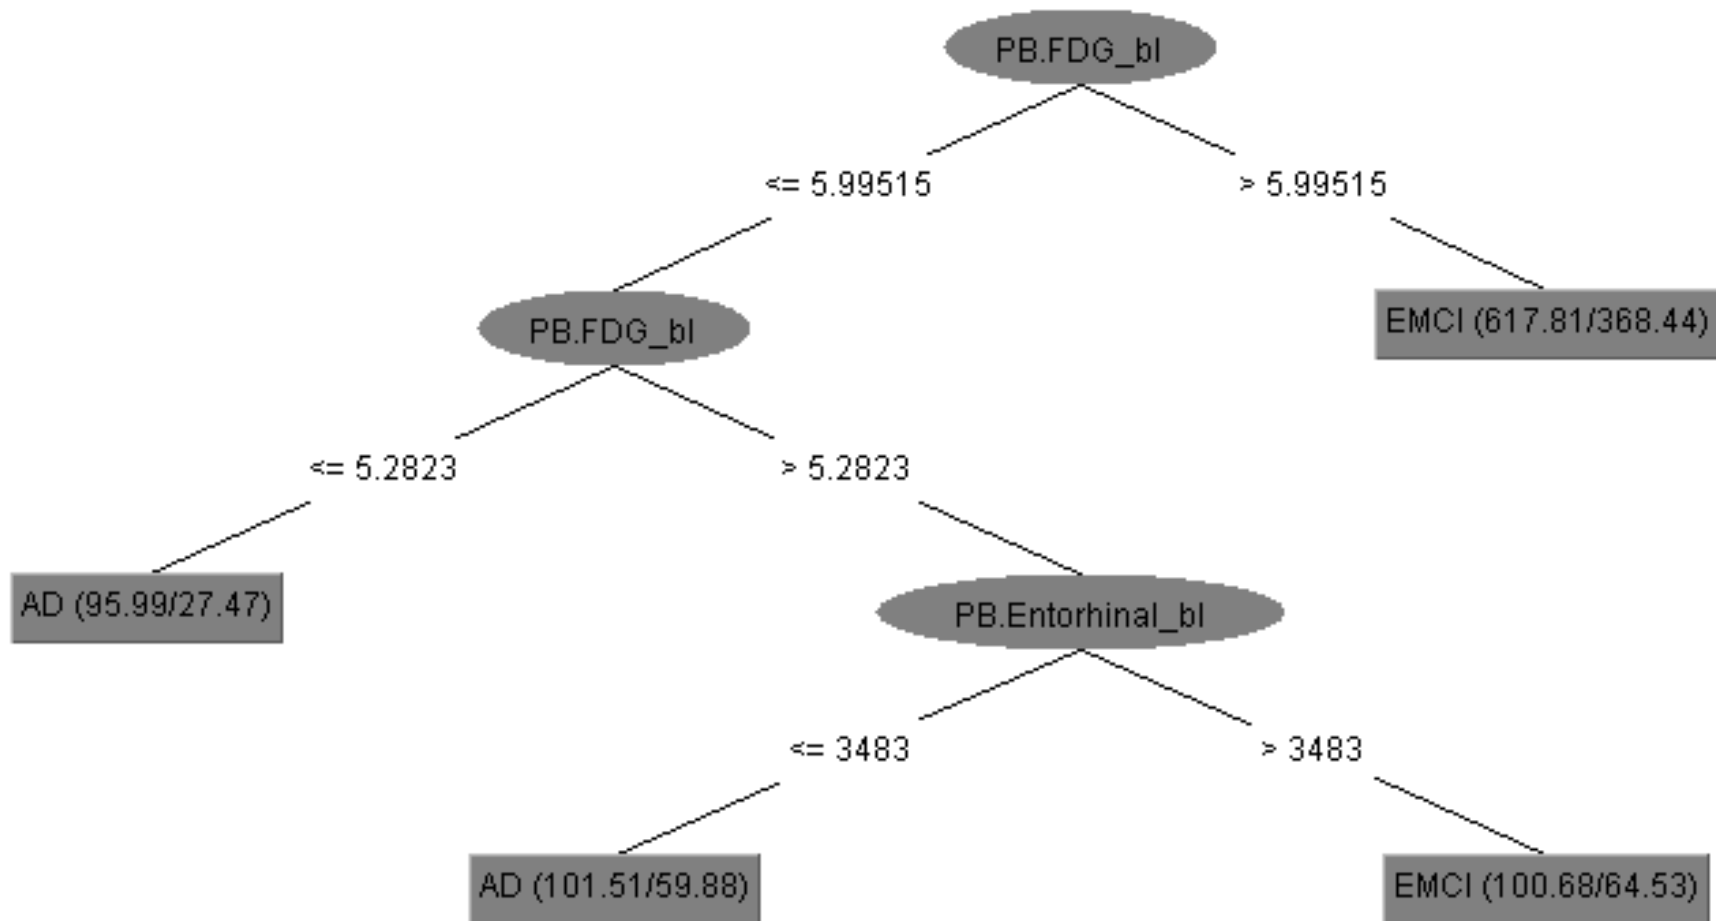 PB.FDG_bl
<= 5.99515
> 5.99515
PB.FDG_bl
EMCI (617.81/368.44)
<= 5.2823
> 5.2823
AD (95.99/27.47)
PB.Entorhinal_bl
<= 3483
> 3483
AD (101.51/59.88)
EMCI (100.68/64.53)